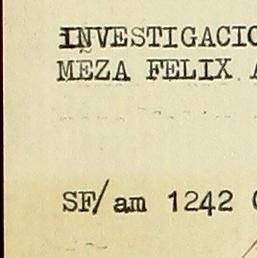 INVESTIGACIO
MEZA FELIX A
SF/am 1242